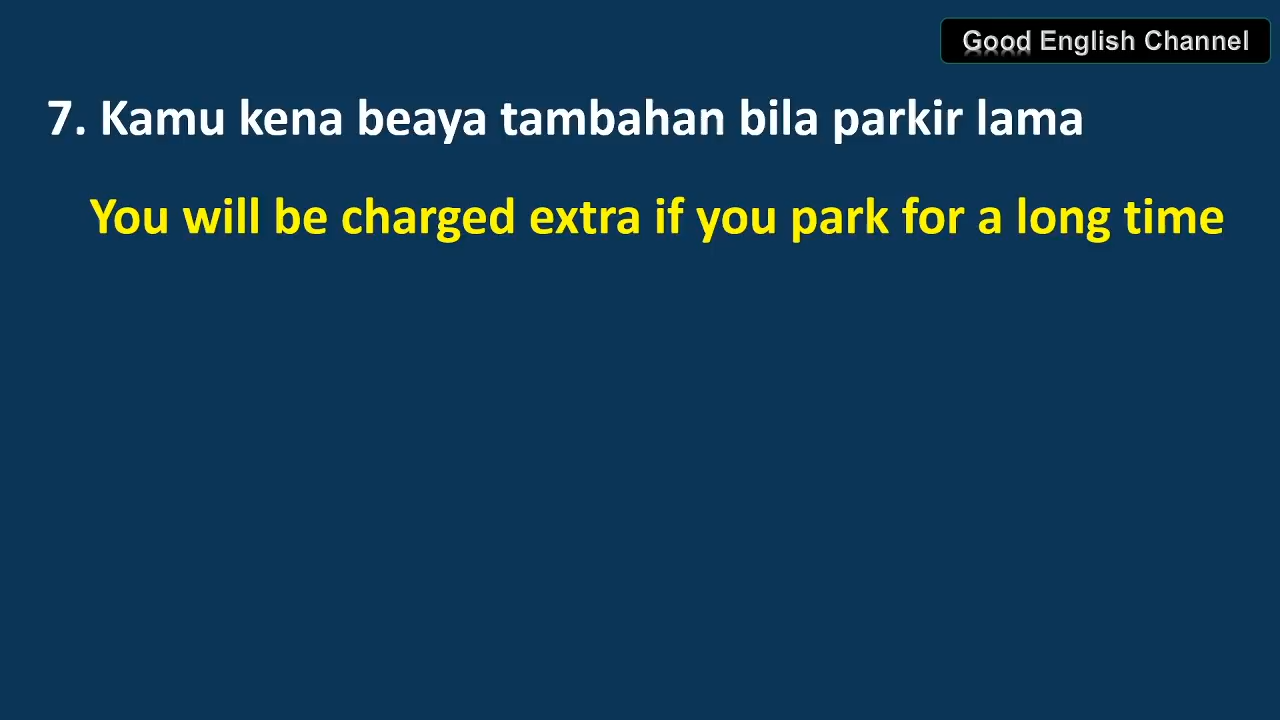 Good English Channel
7. Kamu kena beaya tambahan bila parkir lama
You will be charged extra if you park for a long time